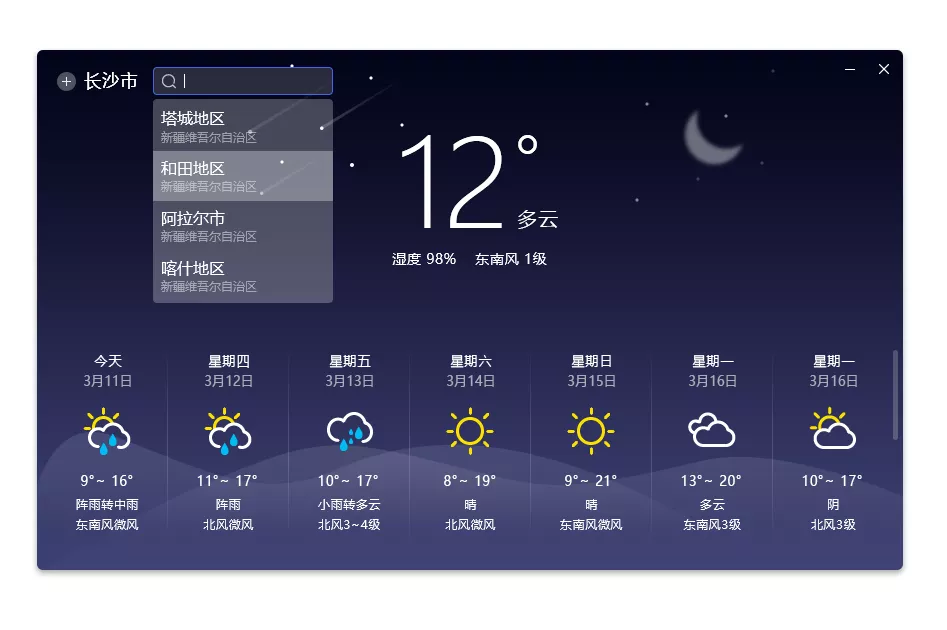 长沙市
塔城地区
新疆维吾尔自治区
和田地区
新疆维吾尔自治区
阿拉尔市
新疆维吾尔自治区
喀什地区
新疆维吾尔自治区
12°
多云
湿度 98% 东南风 1级
今天
3月11日
9°~ 16°
阵雨转中雨
东南风微风
星期四
3月12日
11°~ 17°
阵雨
北风微风
星期五
3月13日
10°~ 17°
小雨转多云
北风3~4级
星期六
3月14日
8°~ 19°
晴
北风微风
星期日
3月15日
9°~ 21°
晴
东南风微风
星期一
3月16日
13°~ 20°
多云
东南风3级
星期一
3月16日
10°~ 17°
阴
北风3级